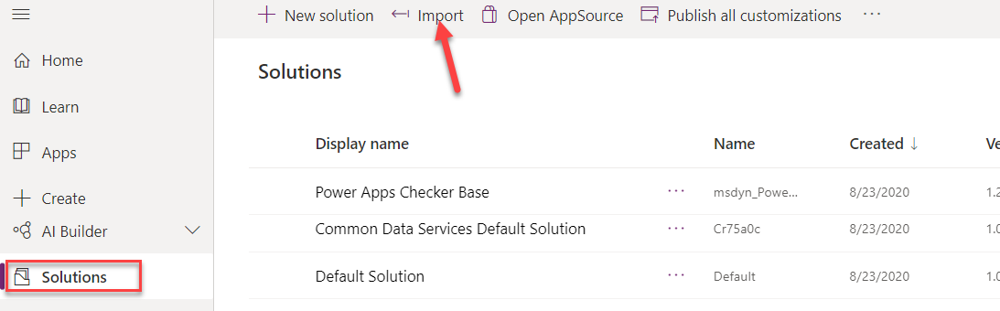 New solution Import Open AppSource Publish all customizations ...
Home
Learn
Apps
Create
AI Builder
Solutions
Solutions
Display name Name Created ↓ Ve
Power Apps Checker Base ... msdyn_Powe... 8/23/2020 1.2
Common Data Services Default Solution ... Cr75a0c 8/23/2020 1.0
Default Solution ... Default 8/23/2020 1.0